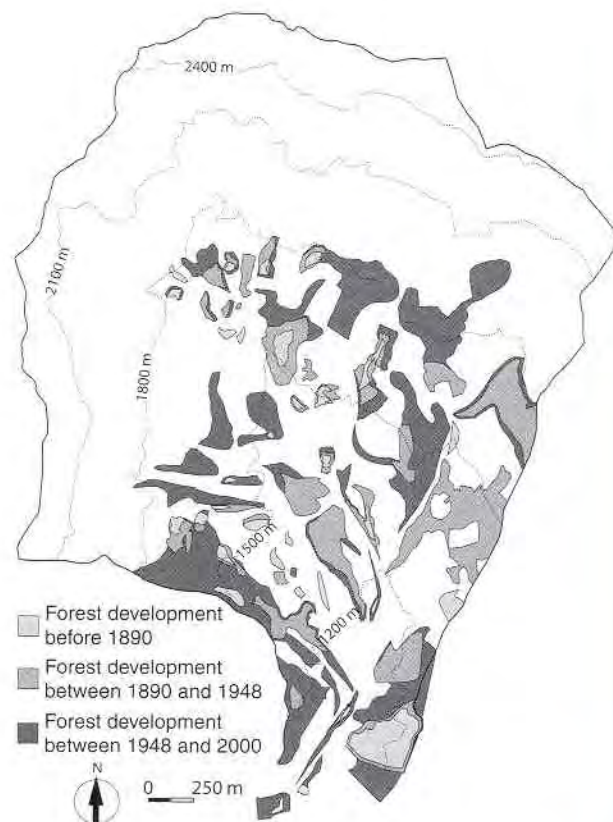 2400 m
2100 m
1800 m
1500 m
1200 m
Forest development
before 1890
Forest development
between 1890 and 1948
Forest development
between 1948 and 2000
N
0 250 m